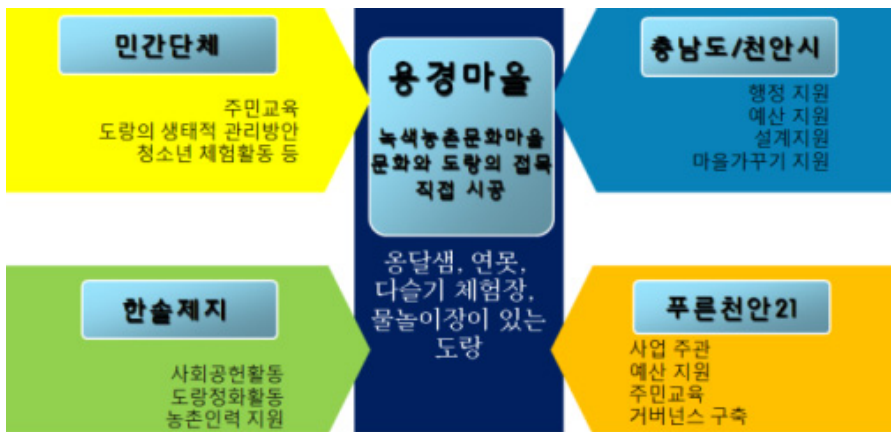 민간단체
주민교육
도랑의 생태적 관리방안
청소년 체험활동 등
용경마을
녹색농촌문화마을
문화와 도랑의 접목
직접 시공
옹달샘, 연못,
다슬기 체험장,
물놀이장이 있는
도랑
충남도/천안시
행정 지원
예산 지원
설계지원
마을가꾸기 지원
한솔제지
사회공헌활동
도랑정화활동
농촌인력 지원
푸른천안21
사업 주관
예산 지원
주민교육
거버넌스 구축